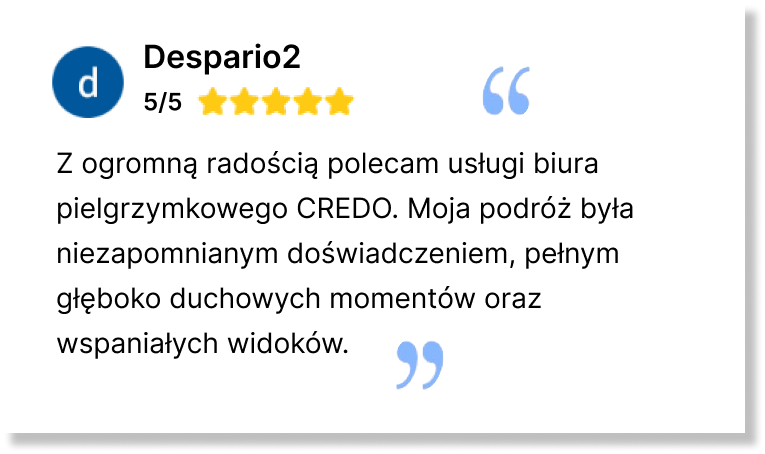 Despario2
d
5/5
“
Z ogromną radością polecam usługi biura
pielgrzymkowego CREDO. Moja podróż była
niezapomnianym doświadczeniem, pełnym
głęboko duchowych momentów oraz
wspaniałych widoków.
”